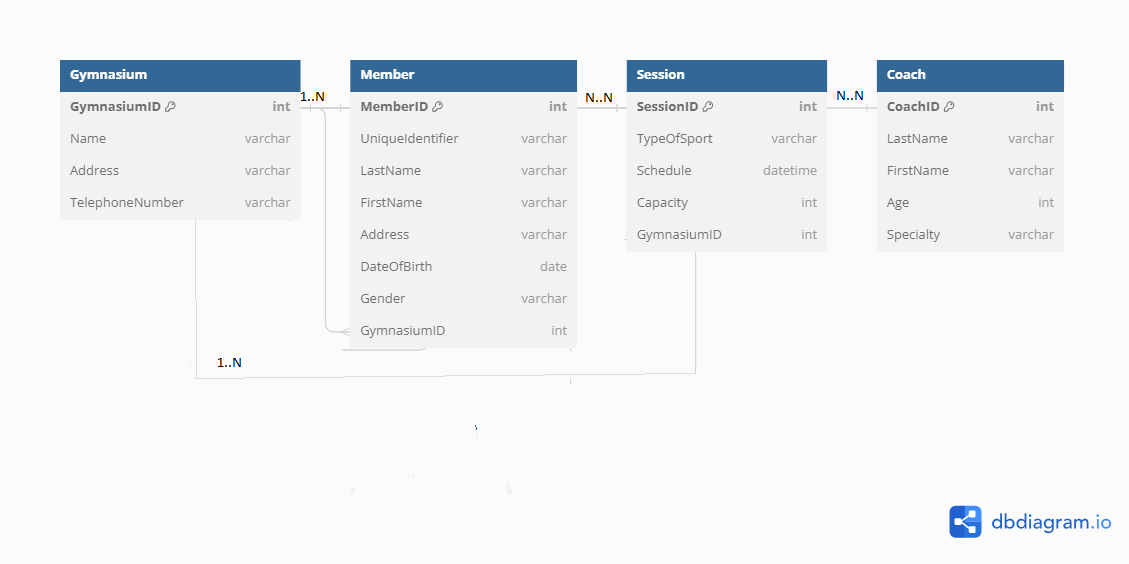 Gymnasium
GymnasiumID int
Name varchar
Address varchar
TelephoneNumber varchar
1..N
Member
MemberID int
UniqueIdentifier varchar
LastName varchar
FirstName varchar
Address varchar
DateOfBirth date
Gender varchar
GymnasiumID int
N..N
Session
SessionID int
TypeOfSport varchar
Schedule datetime
Capacity int
GymnasiumID int
N..N
Coach
CoachID int
LastName varchar
FirstName varchar
Age int
Specialty varchar
1..N
dbdiagram.io